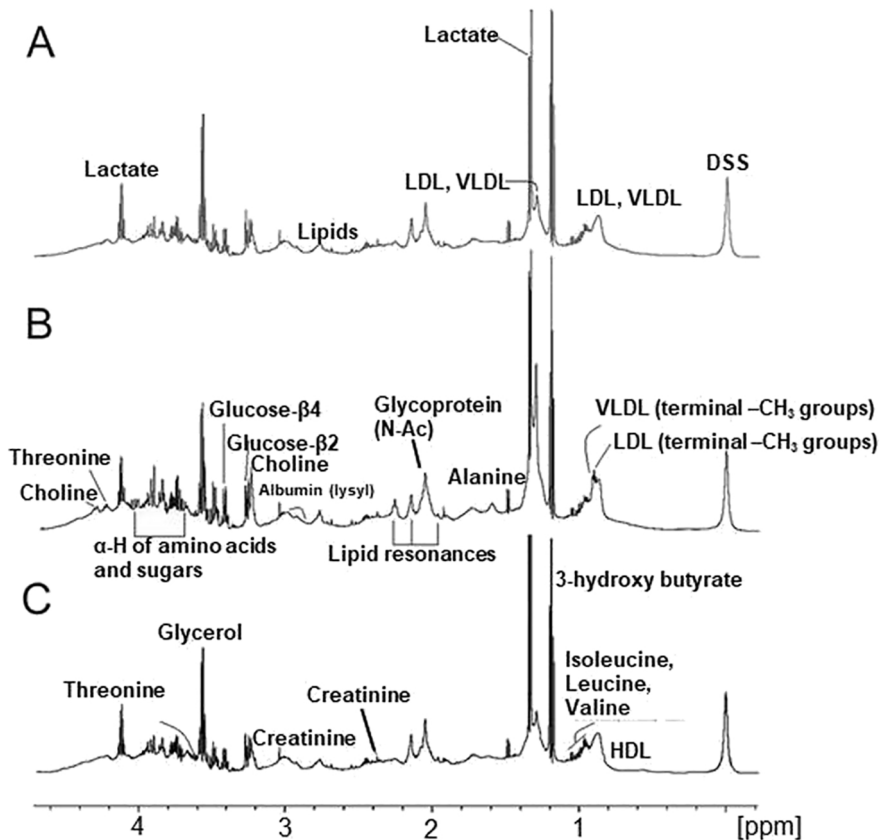 A
Lactate
Lactate
LDL, VLDL
LDL, VLDL
DSS
Lipids
B
Glucose-β4
Glucose-β2
Choline
Albumin (lysyl)
Glycoprotein
(N-Ac)
Alanine
VLDL (terminal –CH₃ groups)
LDL (terminal –CH₃ groups)
Threonine
Choline
α-H of amino acids
and sugars
Lipid resonances
C
3-hydroxy butyrate
Glycerol
Threonine
Creatinine
Creatinine
Isoleucine,
Leucine,
Valine
HDL
4 3 2 1 [ppm]